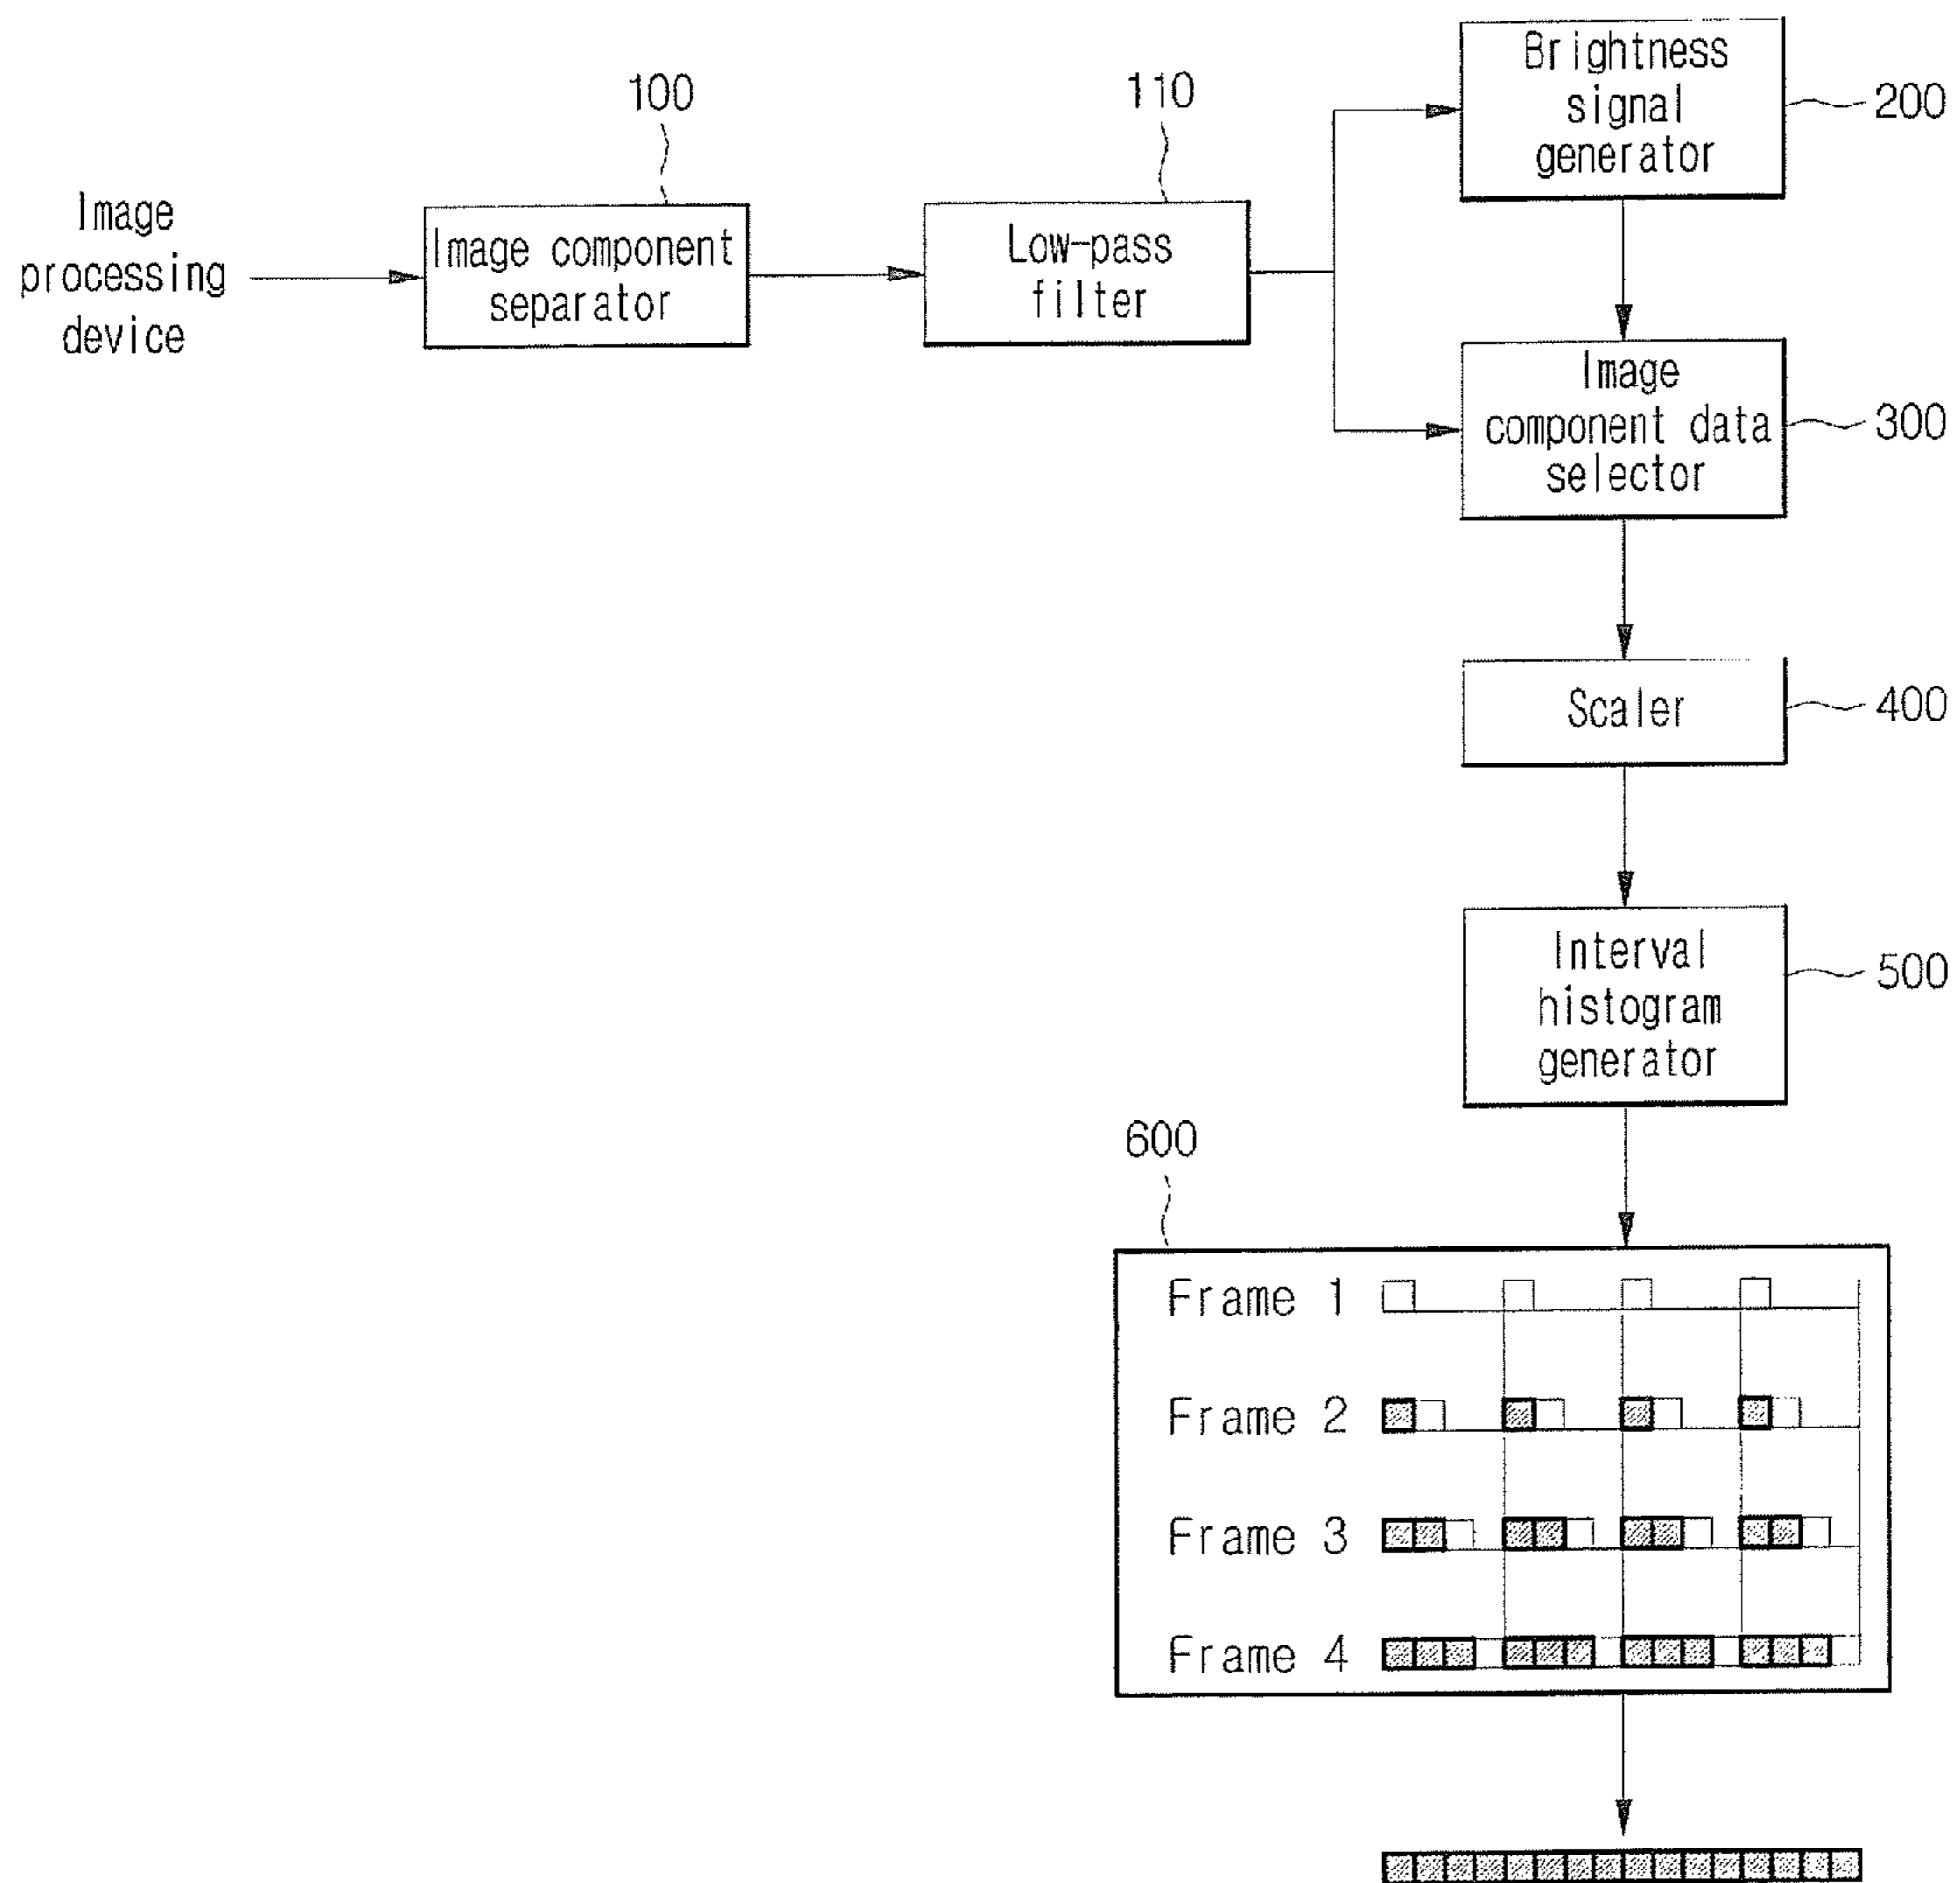 Image
processing
device
100
Image component
separator
110
Low-pass
filter
Brightness
signal
generator
200
Image
component data
selector
300
Scaler
400
Interval
histogram
generator
500
600
Frame 1
Frame 2
Frame 3
Frame 4